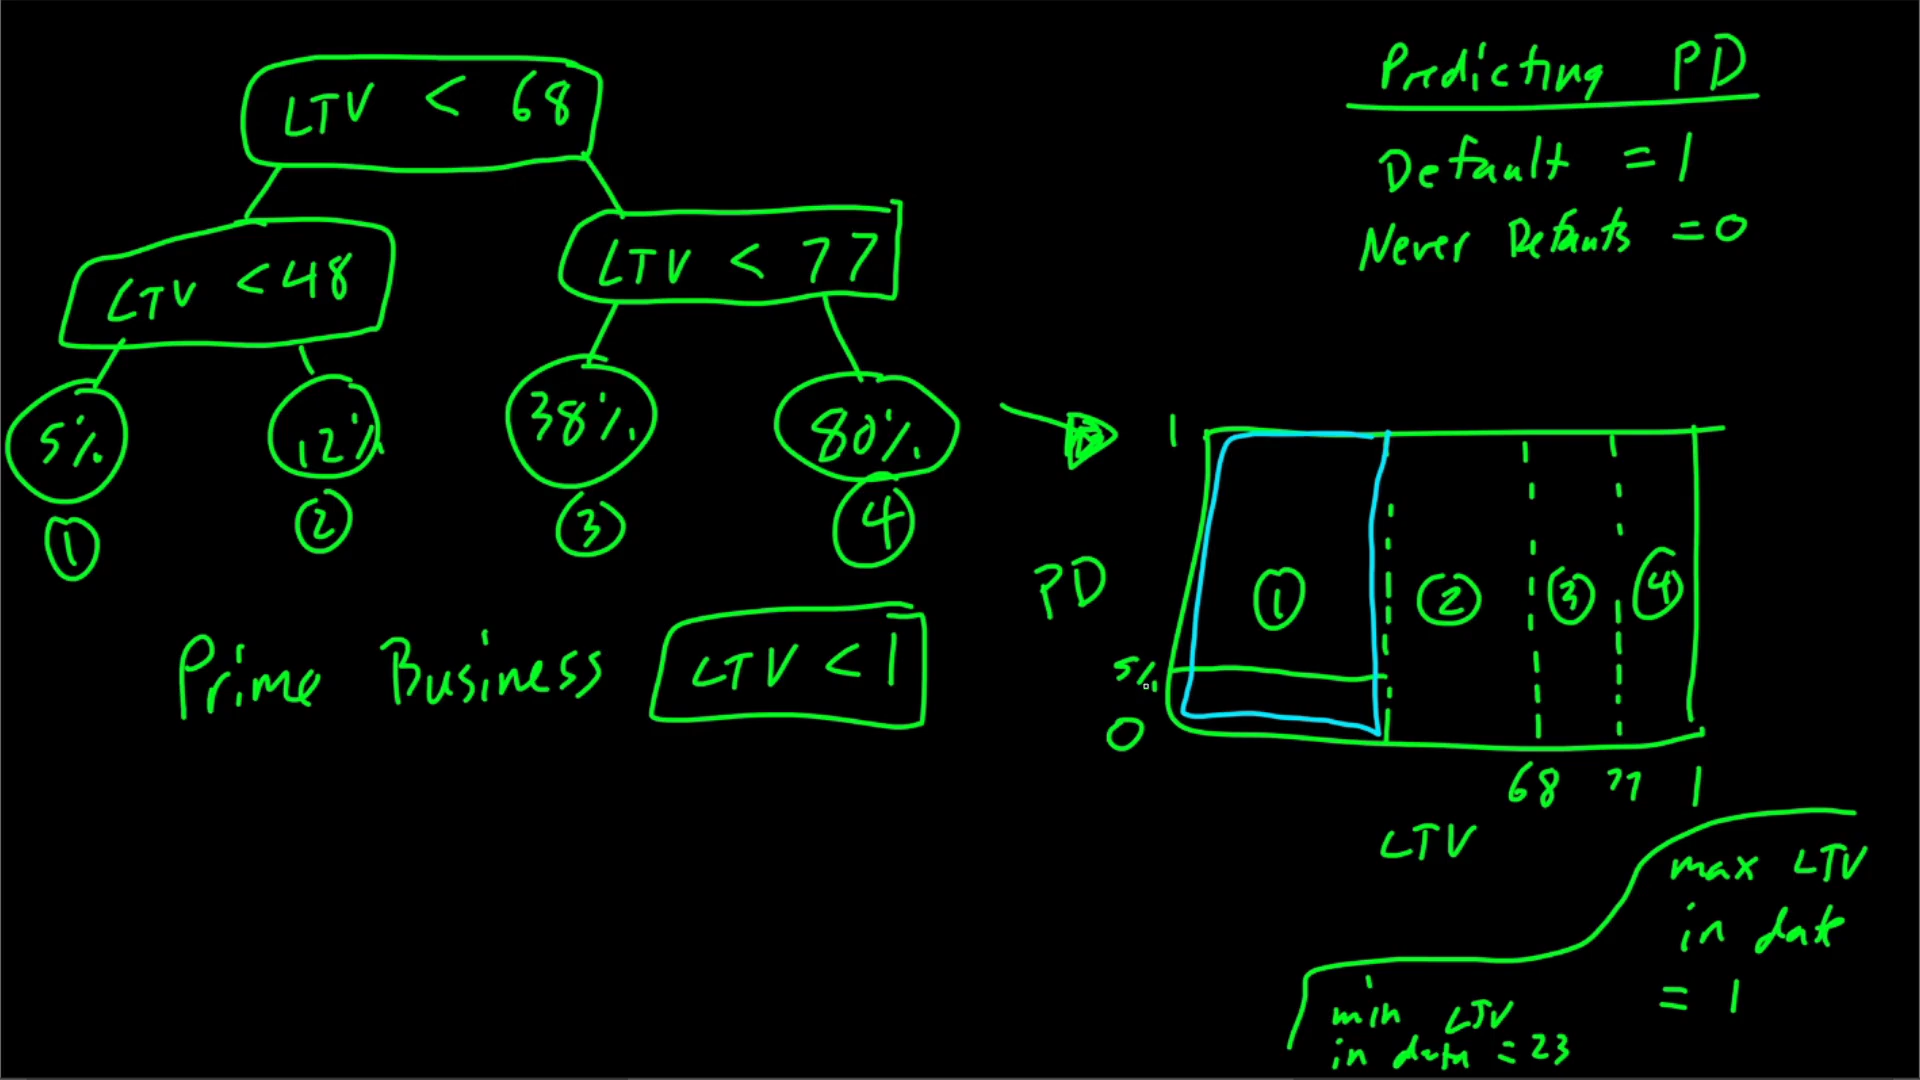 LTV < 68
LTV < 48
LTV < 77
5%
12%
38%
80%
1
2
3
4
Prime Business
LTV < 1
Predicting PD
Default = 1
Never Defaults = 0
1
PD
5%
0
1
2
3
4
68
77
1
LTV
max LTV
in data
= 1
min LTV
in data = 23